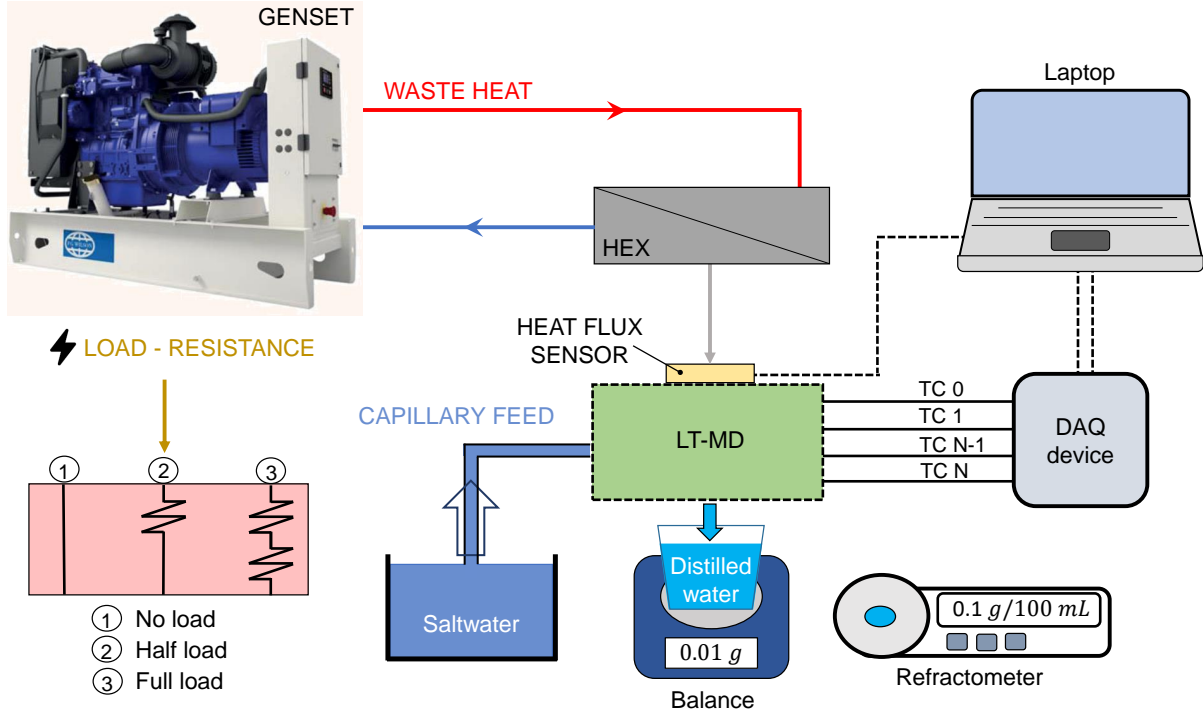 GENSET
WASTE HEAT
Laptop
HEX
HEAT FLUX
SENSOR
LOAD - RESISTANCE
CAPILLARY FEED
LT-MD
TC 0
TC 1
TC N-1
TC N
DAQ
device
1
2
3
Distilled
water
Saltwater
0.01 g
Balance
0.1 g/100 mL
Refractometer
1 No load
2 Half load
3 Full load